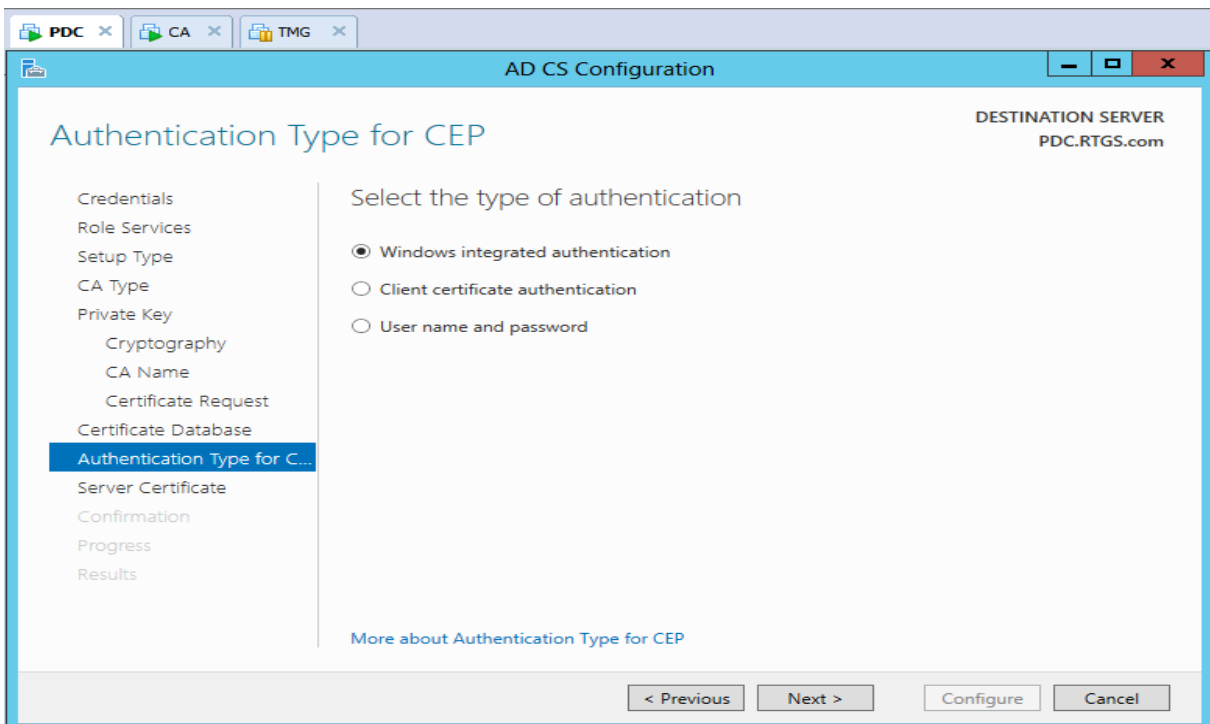 PDC
CA
TMG
AD CS Configuration
Authentication Type for CEP
DESTINATION SERVER
PDC.RTGS.com
Credentials
Role Services
Setup Type
CA Type
Private Key
Cryptography
CA Name
Certificate Request
Certificate Database
Authentication Type for C...
Server Certificate
Confirmation
Progress
Results
Select the type of authentication
Windows integrated authentication
Client certificate authentication
User name and password
More about Authentication Type for CEP
< Previous
Next >
Configure
Cancel